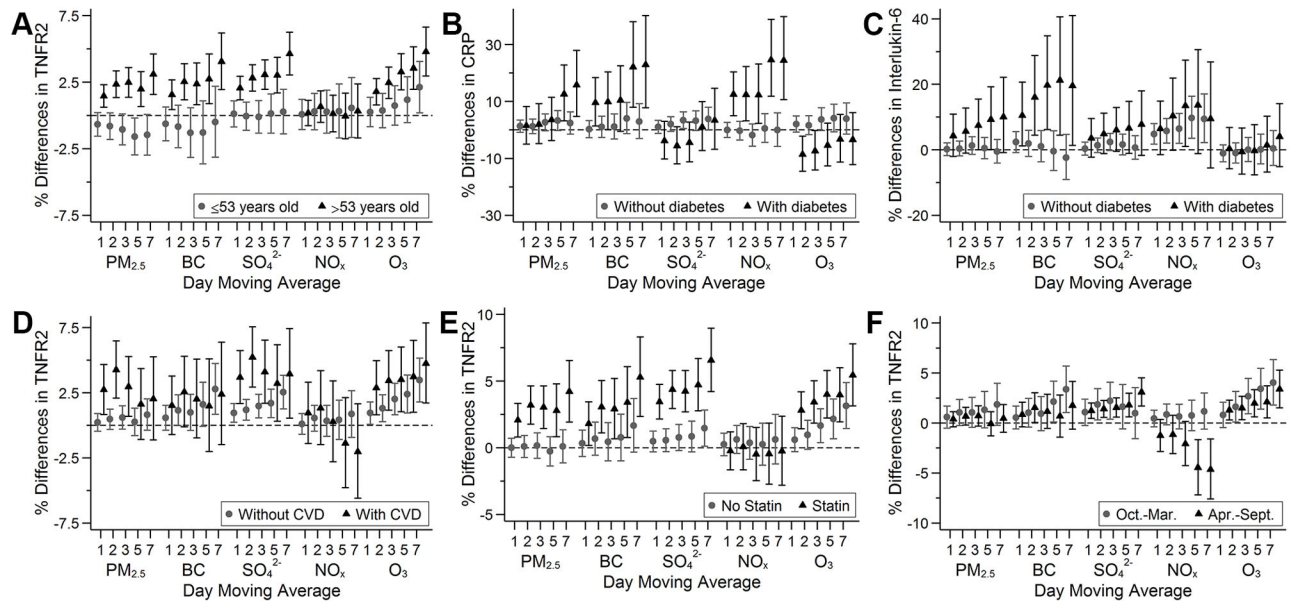 A
% Differences in TNFR2
7.5
2.5
-2.5
-7.5
≤53 years old >53 years old
1 2 3 5 7 1 2 3 5 7 1 2 3 5 7 1 2 3 5 7 1 2 3 5 7
PM2.5 BC SO4 2- NOx O3
Day Moving Average
B
% Differences in CRP
30
10
-10
-30
Without diabetes With diabetes
1 2 3 5 7 1 2 3 5 7 1 2 3 5 7 1 2 3 5 7 1 2 3 5 7
PM2.5 BC SO4 2- NOx O3
Day Moving Average
C
% Differences in Interlukin-6
40
20
0
-20
Without diabetes With diabetes
1 2 3 5 7 1 2 3 5 7 1 2 3 5 7 1 2 3 5 7 1 2 3 5 7
PM2.5 BC SO4 2- NOx O3
Day Moving Average
D
% Differences in TNFR2
7.5
2.5
-2.5
-7.5
Without CVD With CVD
1 2 3 5 7 1 2 3 5 7 1 2 3 5 7 1 2 3 5 7 1 2 3 5 7
PM2.5 BC SO4 2- NOx O3
Day Moving Average
E
% Differences in TNFR2
10
5
0
-5
No Statin Statin
1 2 3 5 7 1 2 3 5 7 1 2 3 5 7 1 2 3 5 7 1 2 3 5 7
PM2.5 BC SO4 2- NOx O3
Day Moving Average
F
% Differences in TNFR2
10
5
0
-5
-10
Oct.-Mar. Apr.-Sept.
1 2 3 5 7 1 2 3 5 7 1 2 3 5 7 1 2 3 5 7 1 2 3 5 7
PM2.5 BC SO4 2- NOx O3
Day Moving Average